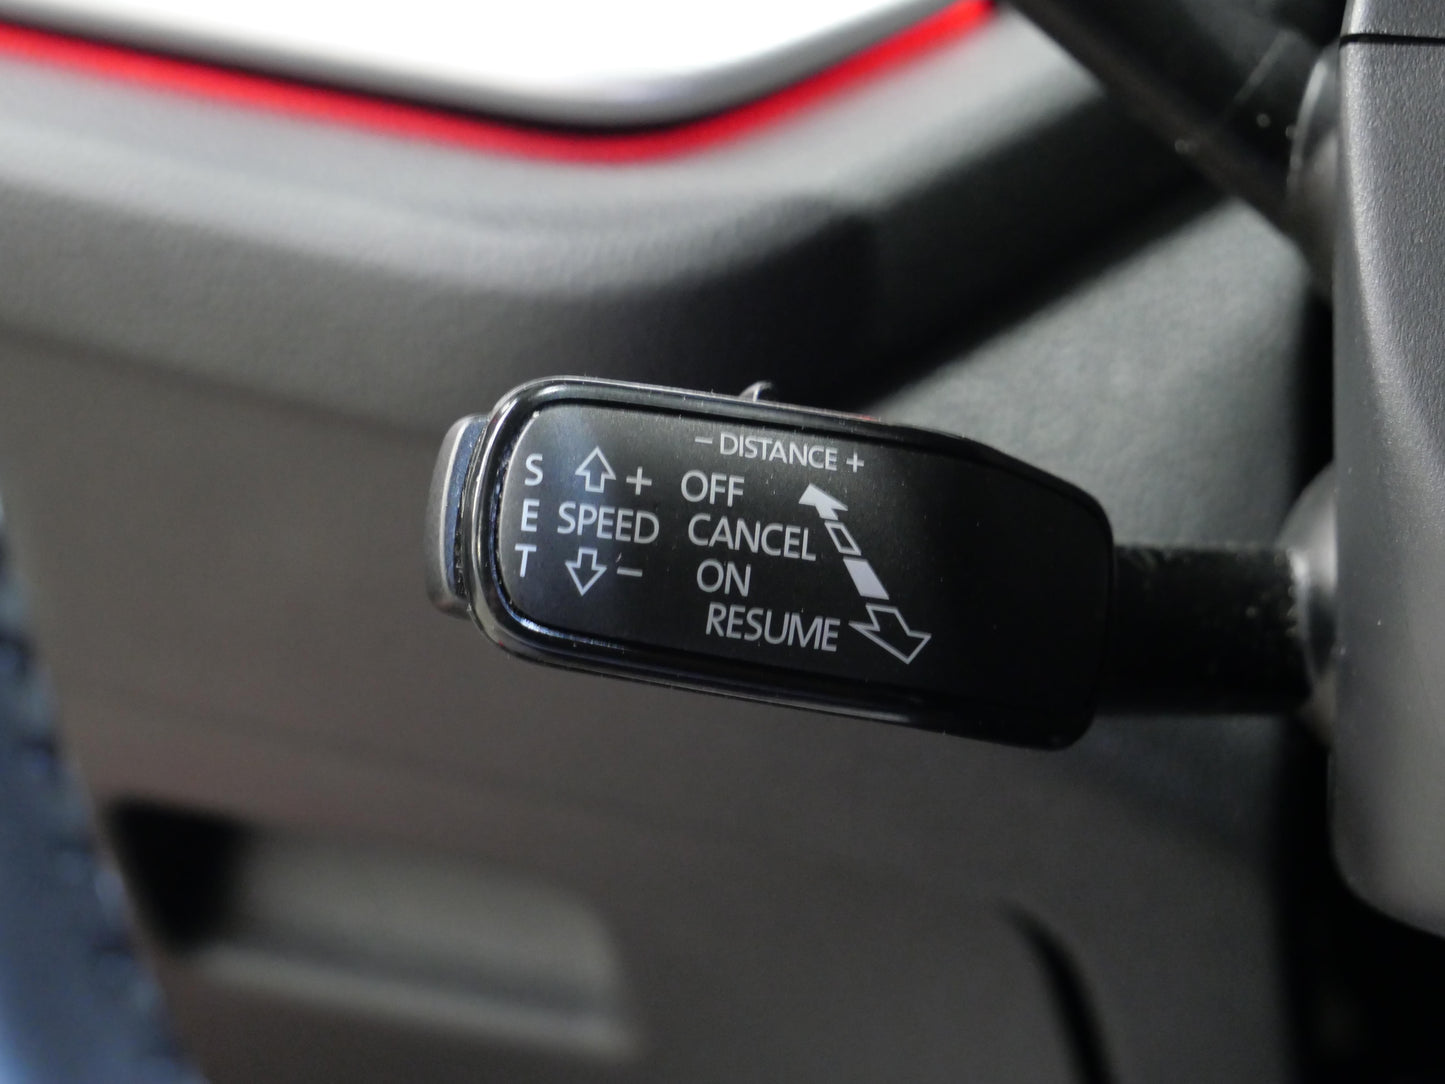 − DISTANCE +
S + OFF
E SPEED CANCEL
T − ON
RESUME